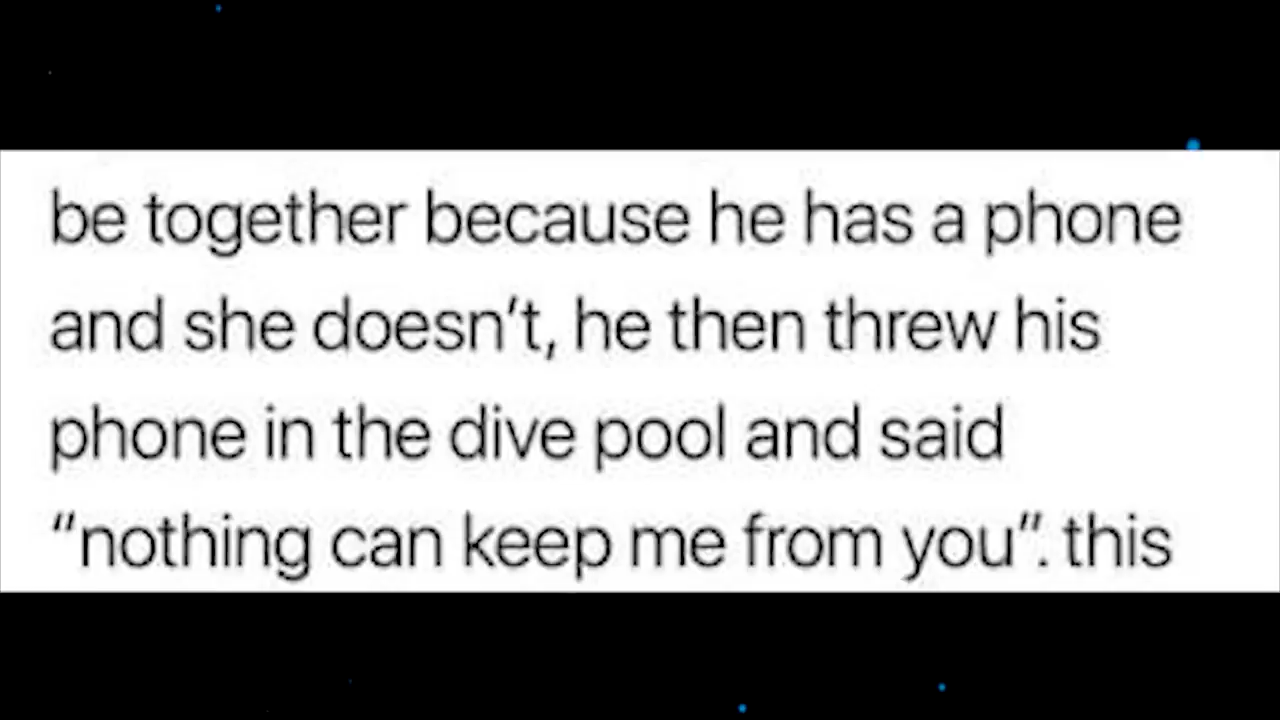 be together because he has a phone
and she doesn't, he then threw his
phone in the dive pool and said
“nothing can keep me from you”. this